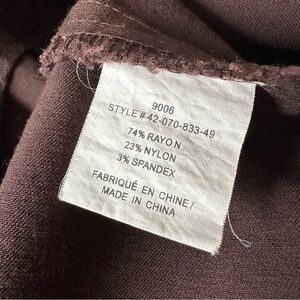 9006
STYLE # 42-070-833-49
74% RAYON
23% NYLON
3% SPANDEX
FABRIQUÉ EN CHINE/
MADE IN CHINA